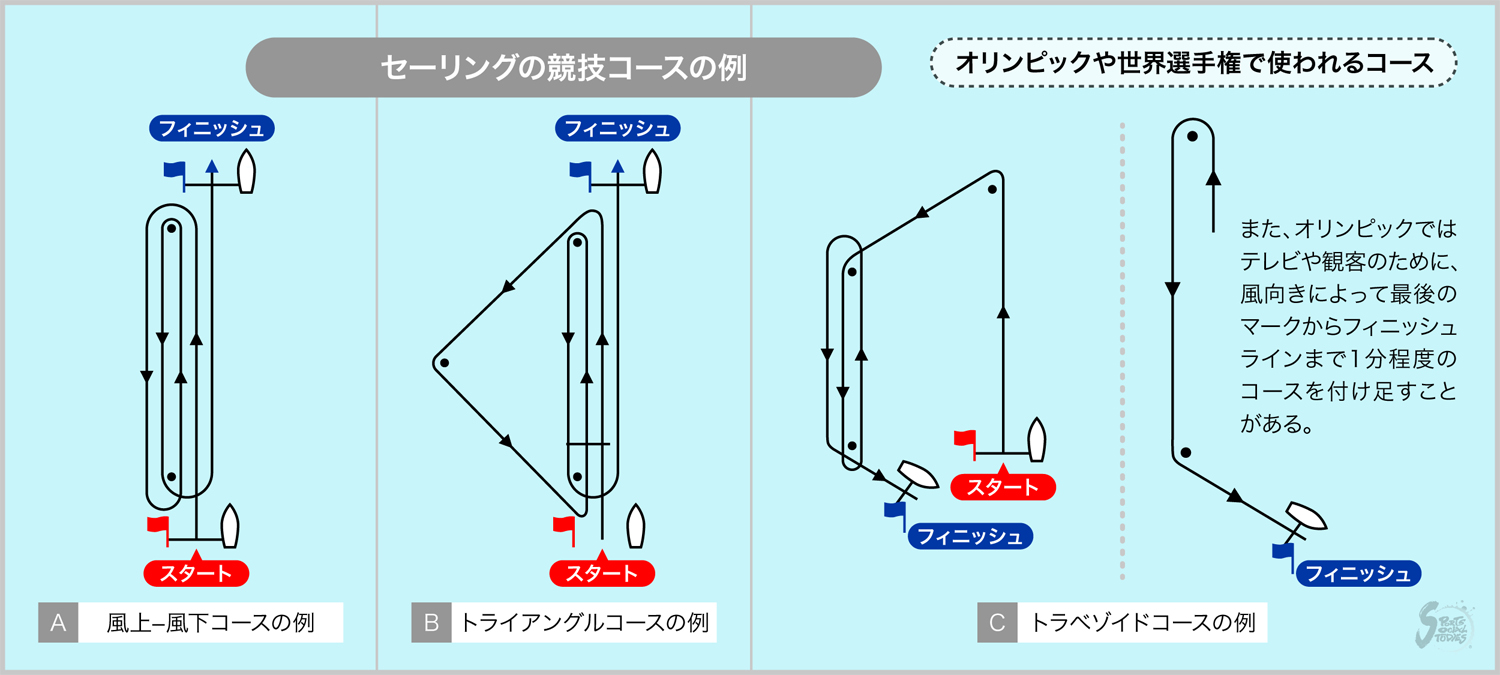 セーリングの競技コースの例
オリンピックや世界選手権で使われるコース
フィニッシュ
スタート
A 風上–風下コースの例
フィニッシュ
スタート
B トライアングルコースの例
スタート
フィニッシュ
C トラペゾイドコースの例
また、オリンピックでは
テレビや観客のために、
風向きによって最後の
マークからフィニッシュ
ラインまで1分程度の
コースを付け足すこと
がある。
フィニッシュ
SPORTS
SOCIAL
STUDIES